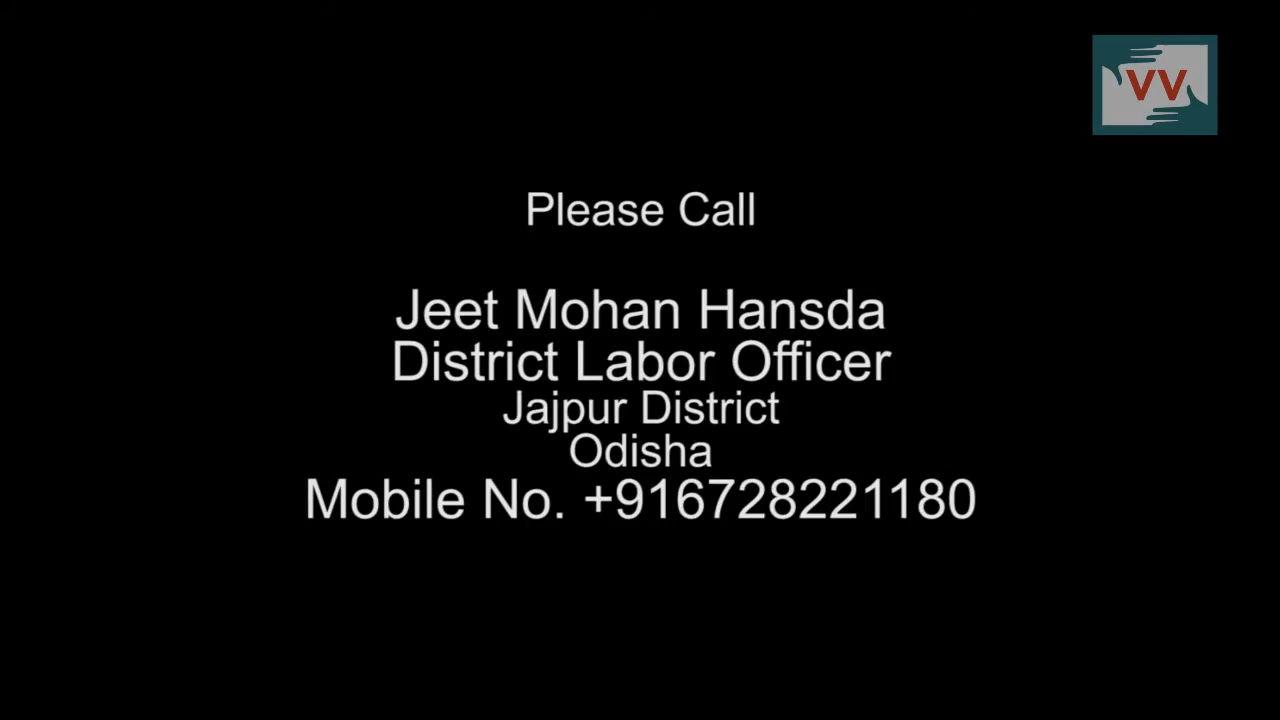 VV
Please Call
Jeet Mohan Hansda
District Labor Officer
Jajpur District
Odisha
Mobile No. +916728221180